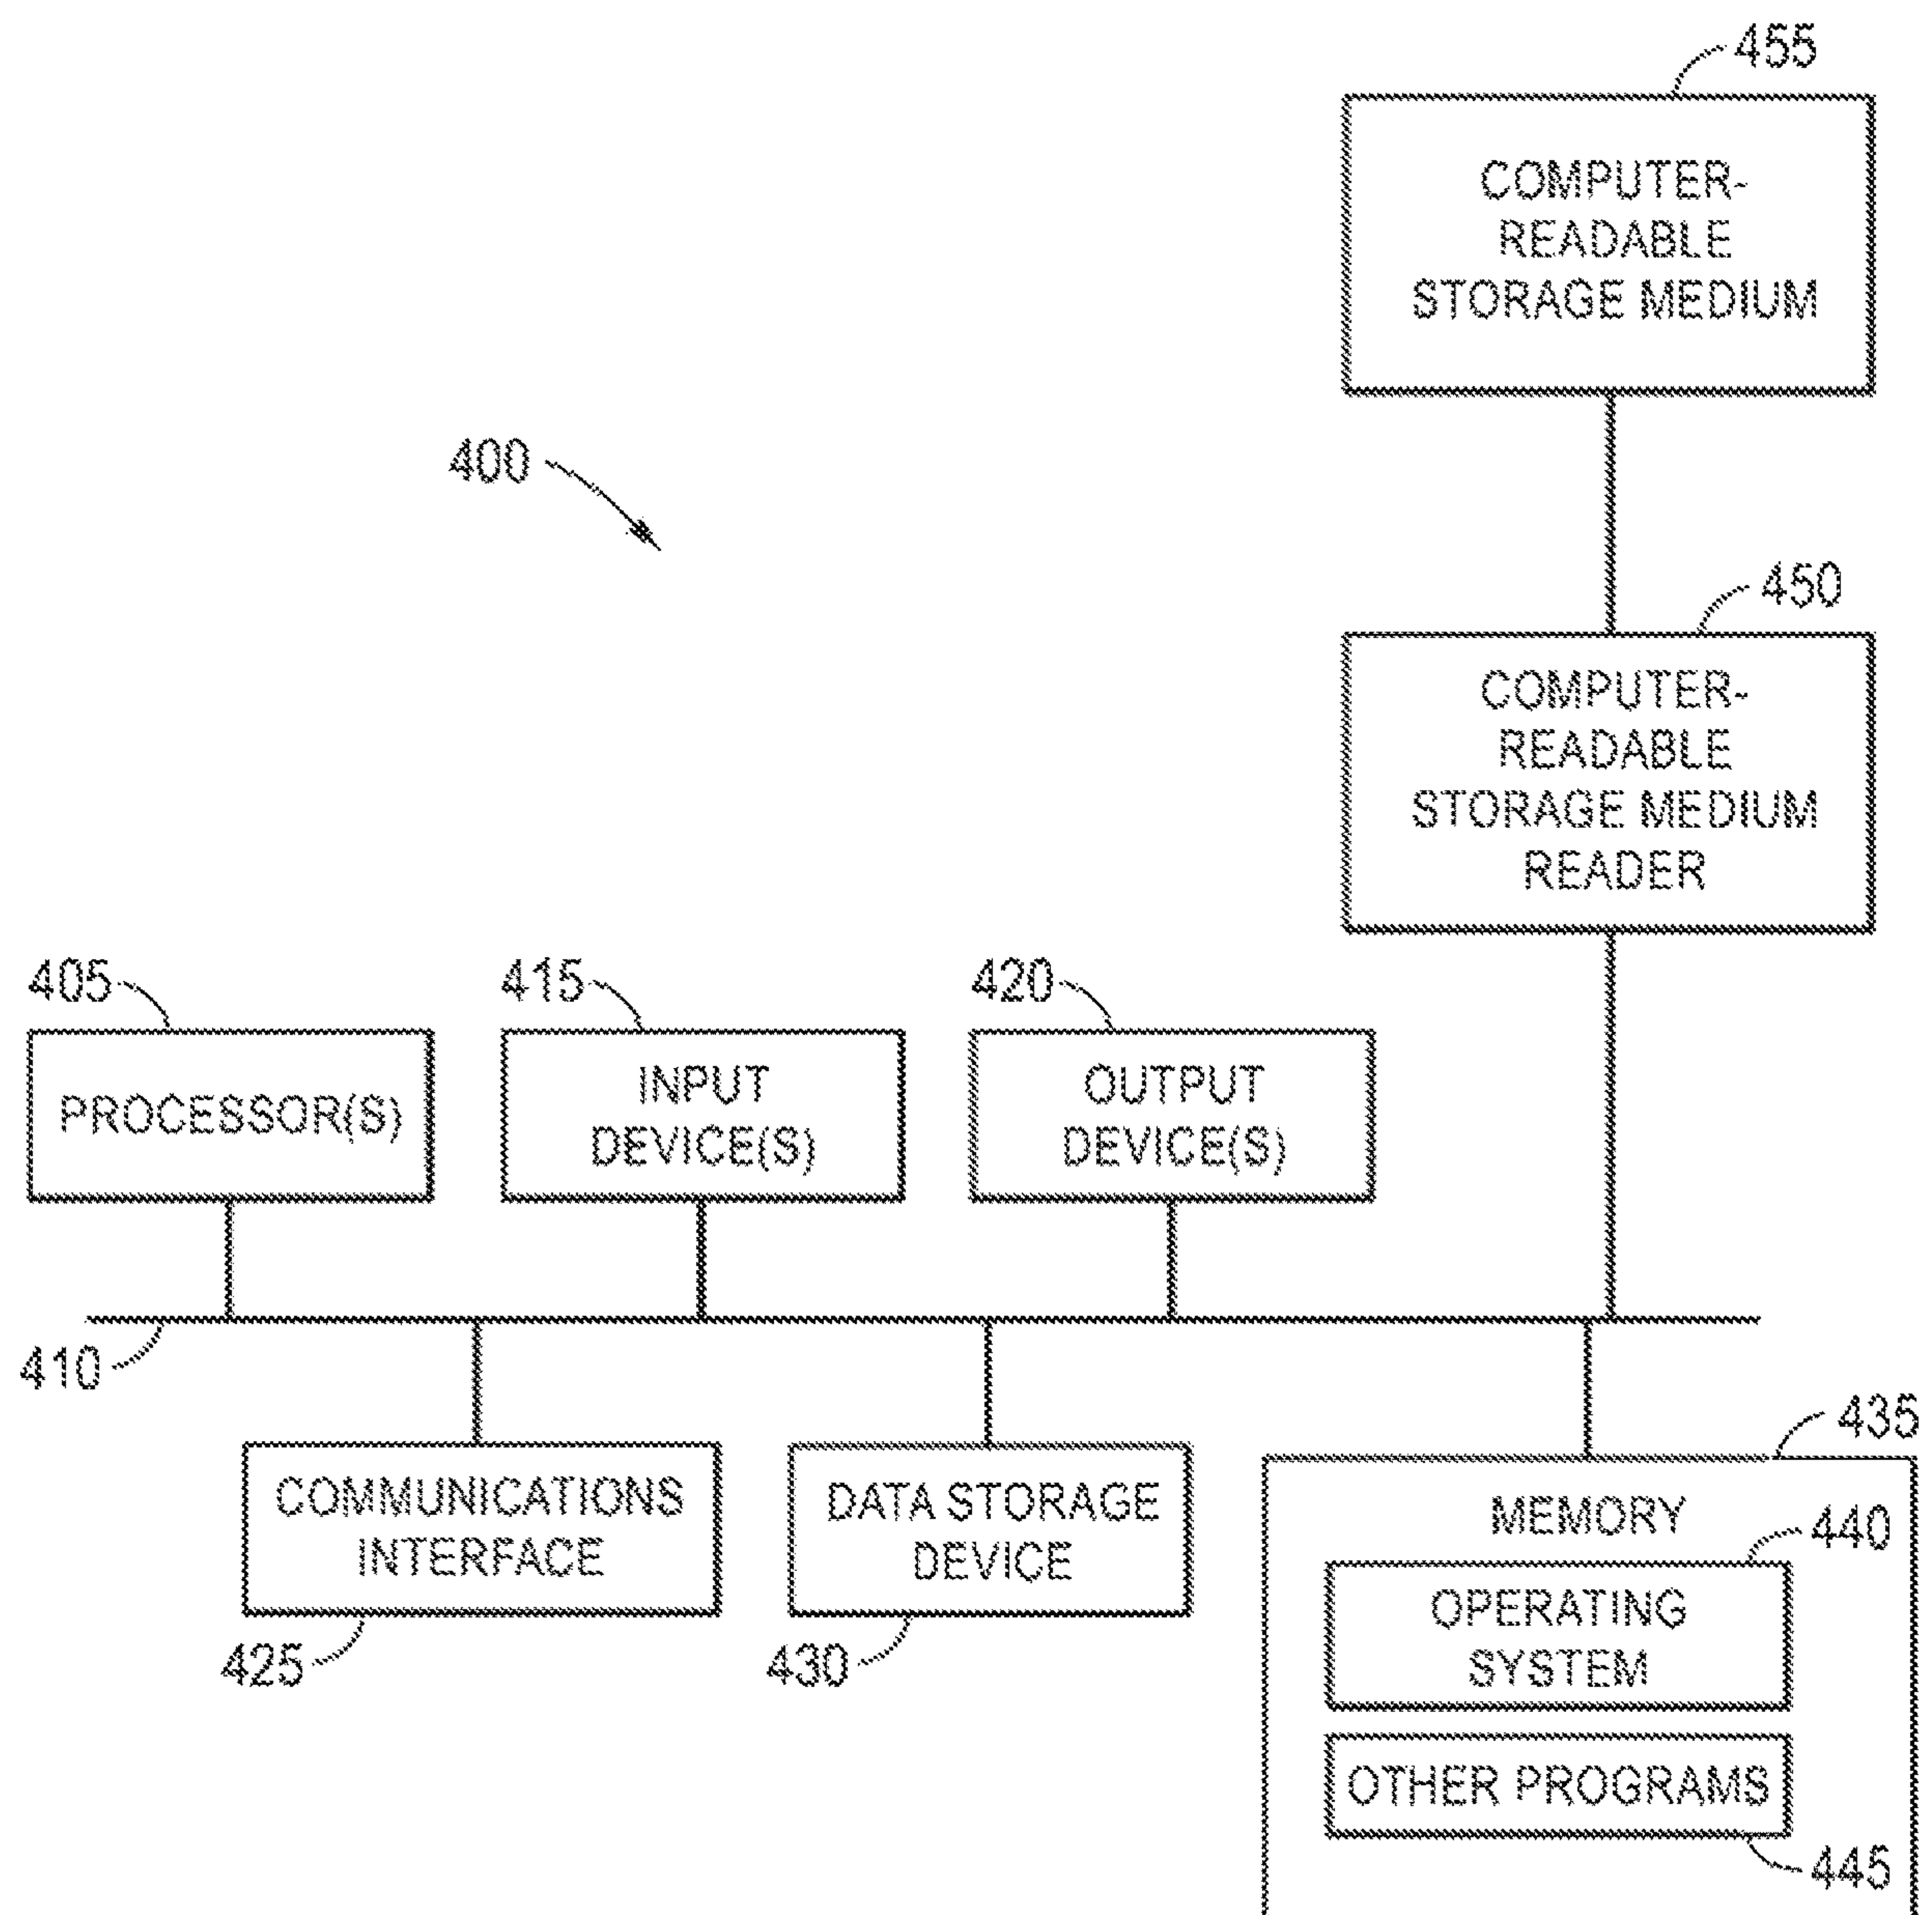 455
COMPUTER-
READABLE
STORAGE MEDIUM
400
450
COMPUTER-
READABLE
STORAGE MEDIUM
READER
405
415
420
PROCESSOR(S)
INPUT
DEVICE(S)
OUTPUT
DEVICE(S)
410
COMMUNICATIONS
INTERFACE
425
DATA STORAGE
DEVICE
430
435
MEMORY
440
OPERATING
SYSTEM
OTHER PROGRAMS
445